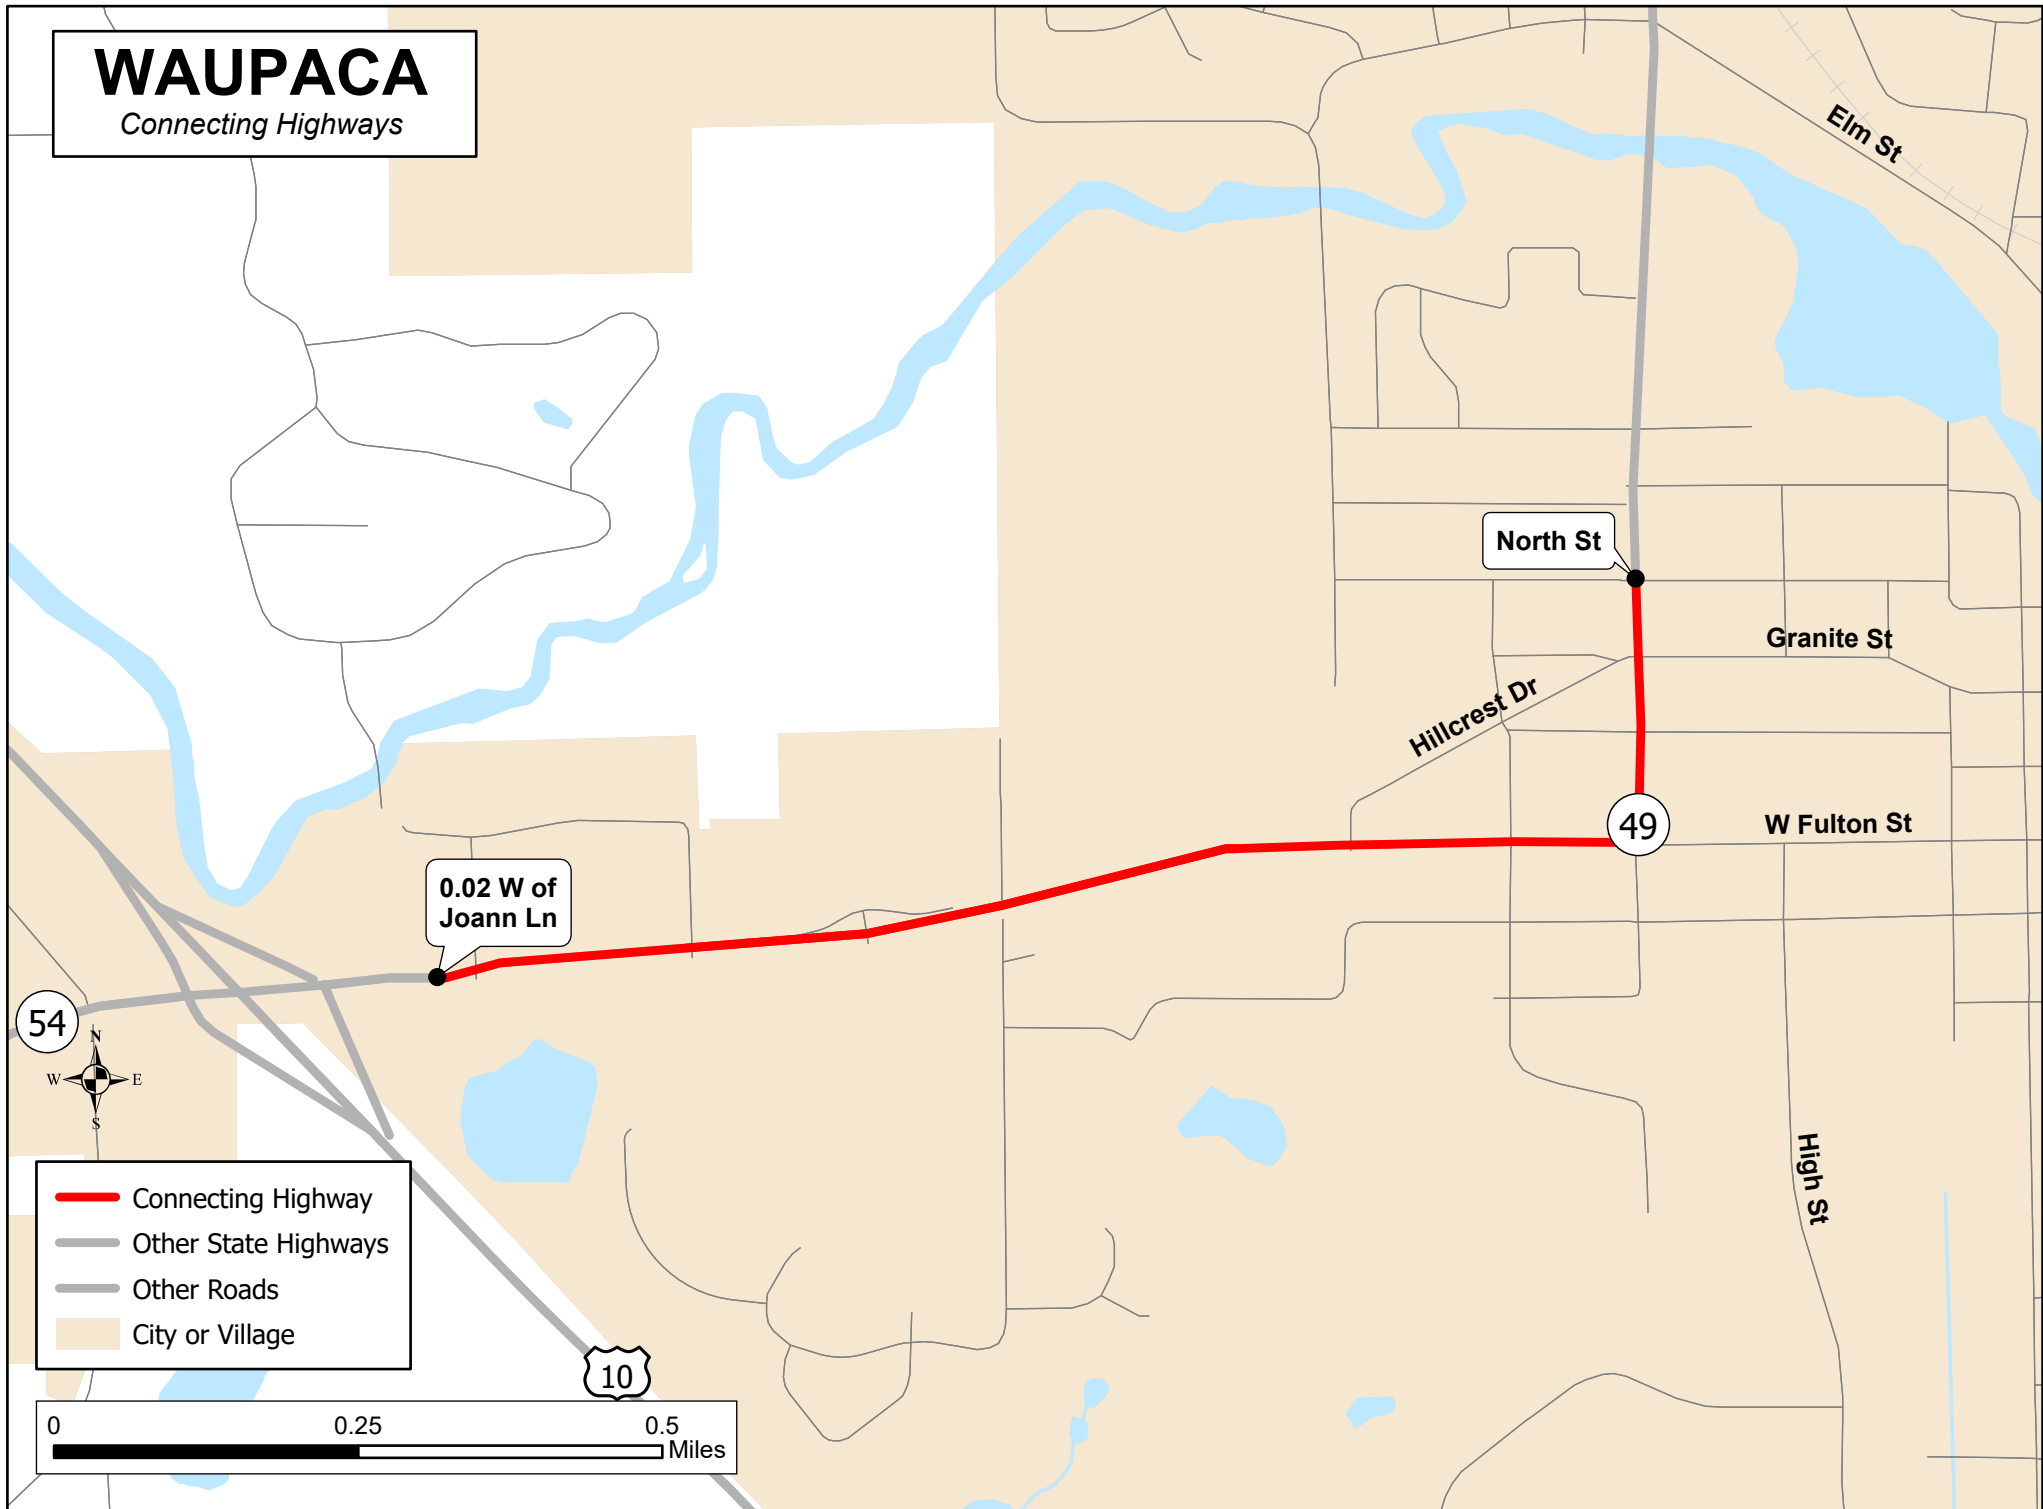 WAUPACA
Connecting Highways
Elm St
North St
Granite St
Hillcrest Dr
49
W Fulton St
0.02 W of
Joann Ln
54
N
W
E
S
High St
Connecting Highway
Other State Highways
Other Roads
City or Village
10
0
0.25
0.5
Miles